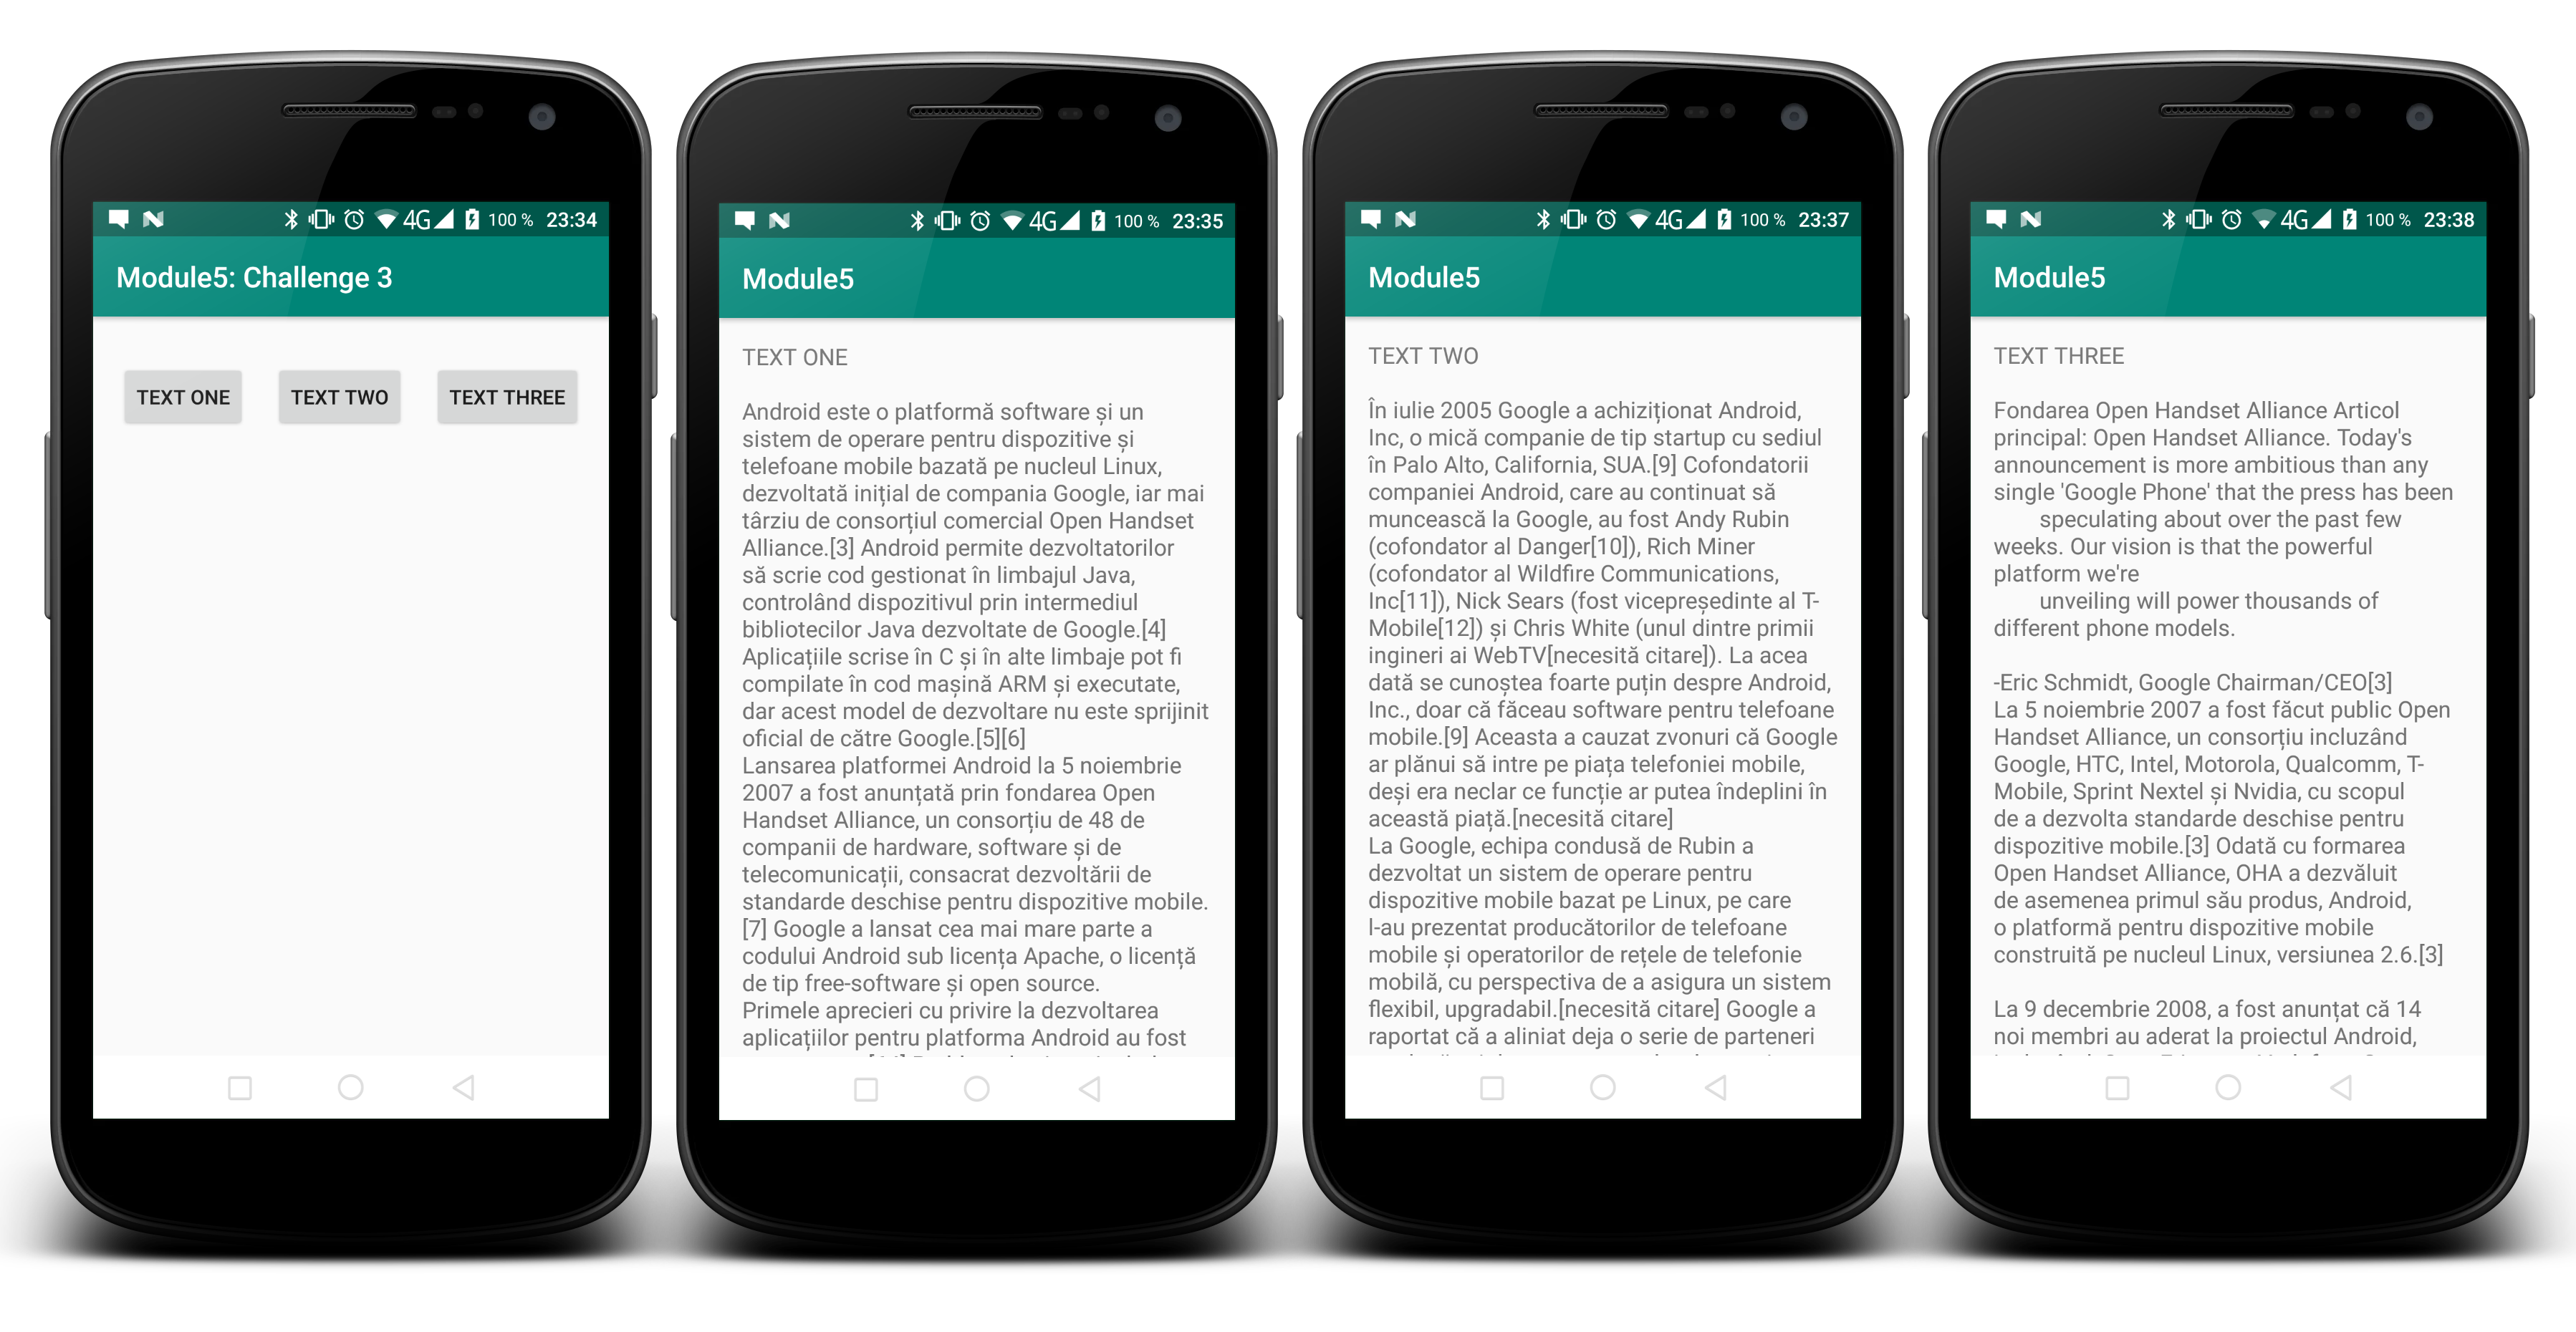 4G 100 % 23:34
Module5: Challenge 3
TEXT ONE TEXT TWO TEXT THREE
4G 100 % 23:35
Module5
TEXT ONE
Android este o platformă software și un
sistem de operare pentru dispozitive și
telefoane mobile bazată pe nucleul Linux,
dezvoltată inițial de compania Google, iar mai
târziu de consorțiul comercial Open Handset
Alliance.[3] Android permite dezvoltatorilor
să scrie cod gestionat în limbajul Java,
controlând dispozitivul prin intermediul
bibliotecilor Java dezvoltate de Google.[4]
Aplicațiile scrise în C și în alte limbaje pot fi
compilate în cod mașină ARM și executate,
dar acest model de dezvoltare nu este sprijinit
oficial de către Google.[5][6]
Lansarea platformei Android la 5 noiembrie
2007 a fost anunțată prin fondarea Open
Handset Alliance, un consorțiu de 48 de
companii de hardware, software și de
telecomunicații, consacrat dezvoltării de
standarde deschise pentru dispozitive mobile.
[7] Google a lansat cea mai mare parte a
codului Android sub licența Apache, o licență
de tip free-software și open source.
Primele aprecieri cu privire la dezvoltarea
aplicațiilor pentru platforma Android au fost
4G 100 % 23:37
Module5
TEXT TWO
În iulie 2005 Google a achiziționat Android,
Inc, o mică companie de tip startup cu sediul
în Palo Alto, California, SUA.[9] Cofondatorii
companiei Android, care au continuat să
muncească la Google, au fost Andy Rubin
(cofondator al Danger[10]), Rich Miner
(cofondator al Wildfire Communications,
Inc[11]), Nick Sears (fost vicepreședinte al T-
Mobile[12]) și Chris White (unul dintre primii
ingineri ai WebTV[necesită citare]). La acea
dată se cunoștea foarte puțin despre Android,
Inc., doar că făceau software pentru telefoane
mobile.[9] Aceasta a cauzat zvonuri că Google
ar plănui să intre pe piața telefoniei mobile,
deși era neclar ce funcție ar putea îndeplini în
această piață.[necesită citare]
La Google, echipa condusă de Rubin a
dezvoltat un sistem de operare pentru
dispozitive mobile bazat pe Linux, pe care
l-au prezentat producătorilor de telefoane
mobile și operatorilor de rețele de telefonie
mobilă, cu perspectiva de a asigura un sistem
flexibil, upgradabil.[necesită citare] Google a
raportat că a aliniat deja o serie de parteneri
4G 100 % 23:38
Module5
TEXT THREE
Fondarea Open Handset Alliance Articol
principal: Open Handset Alliance. Today's
announcement is more ambitious than any
single 'Google Phone' that the press has been
speculating about over the past few
weeks. Our vision is that the powerful
platform we're
unveiling will power thousands of
different phone models.
-Eric Schmidt, Google Chairman/CEO[3]
La 5 noiembrie 2007 a fost făcut public Open
Handset Alliance, un consorțiu incluzând
Google, HTC, Intel, Motorola, Qualcomm, T-
Mobile, Sprint Nextel și Nvidia, cu scopul
de a dezvolta standarde deschise pentru
dispozitive mobile.[3] Odată cu formarea
Open Handset Alliance, OHA a dezvăluit
de asemenea primul său produs, Android,
o platformă pentru dispozitive mobile
construită pe nucleul Linux, versiunea 2.6.[3]
La 9 decembrie 2008, a fost anunțat că 14
noi membri au aderat la proiectul Android,